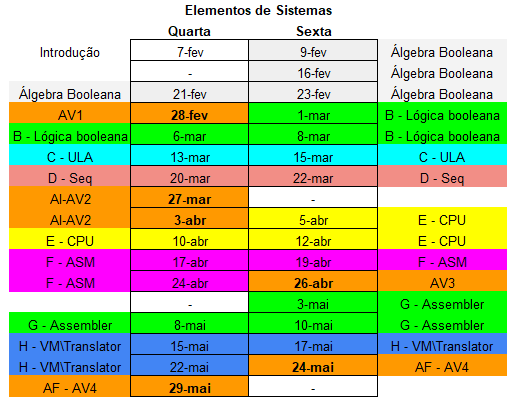 Elementos de Sistemas
Quarta Sexta
Introdução 7-fev 9-fev Álgebra Booleana
- 16-fev Álgebra Booleana
Álgebra Booleana 21-fev 23-fev Álgebra Booleana
AV1 28-fev 1-mar B - Lógica booleana
B - Lógica booleana 6-mar 8-mar B - Lógica booleana
C - ULA 13-mar 15-mar C - ULA
D - Seq 20-mar 22-mar D - Seq
AI-AV2 27-mar -
AI-AV2 3-abr 5-abr E - CPU
E - CPU 10-abr 12-abr E - CPU
F - ASM 17-abr 19-abr F - ASM
F - ASM 24-abr 26-abr AV3
- 3-mai G - Assembler
G - Assembler 8-mai 10-mai G - Assembler
H - VM\Translator 15-mai 17-mai H - VM\Translator
H - VM\Translator 22-mai 24-mai AF - AV4
AF - AV4 29-mai -